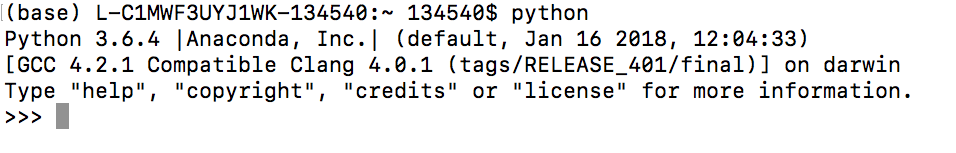 (base) L-C1MWF3UYJ1WK-134540:~ 134540$ python
Python 3.6.4 |Anaconda, Inc.| (default, Jan 16 2018, 12:04:33)
[GCC 4.2.1 Compatible Clang 4.0.1 (tags/RELEASE_401/final)] on darwin
Type "help", "copyright", "credits" or "license" for more information.
>>>